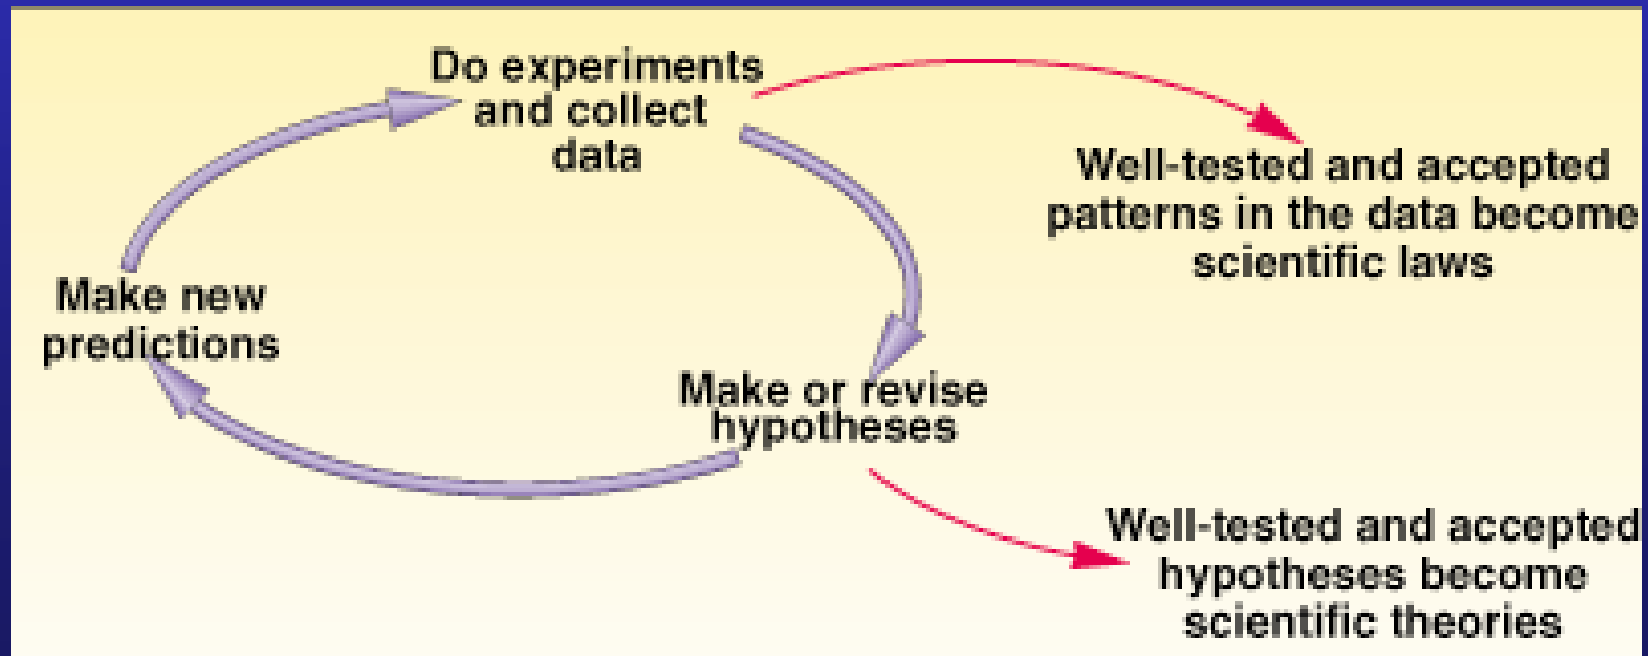 Do experiments
and collect
data
Well-tested and accepted
patterns in the data become
scientific laws
Make new
predictions
Make or revise
hypotheses
Well-tested and accepted
hypotheses become
scientific theories